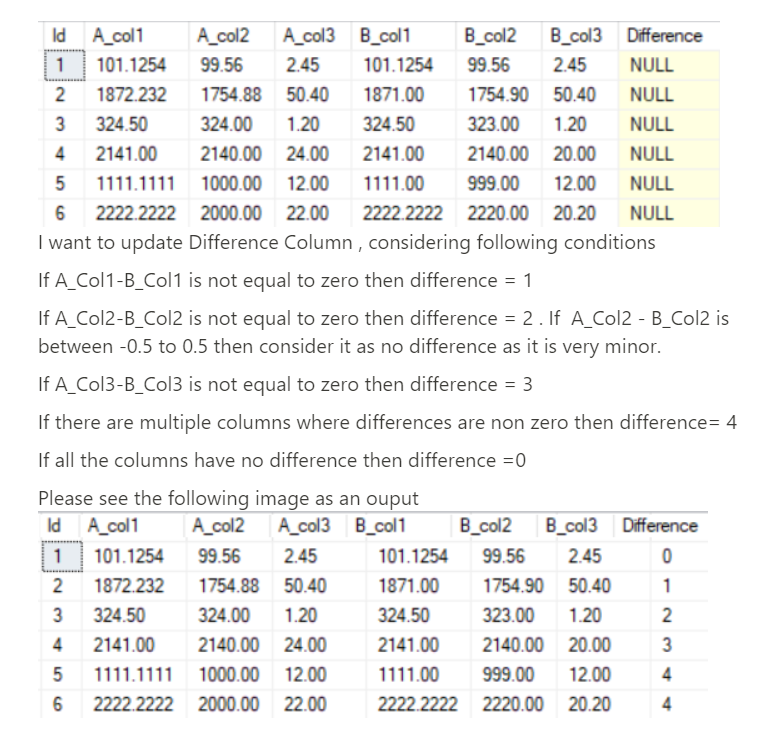 Id A_col1 A_col2 A_col3 B_col1 B_col2 B_col3 Difference
1 101.1254 99.56 2.45 101.1254 99.56 2.45 NULL
2 1872.232 1754.88 50.40 1871.00 1754.90 50.40 NULL
3 324.50 324.00 1.20 324.50 323.00 1.20 NULL
4 2141.00 2140.00 24.00 2141.00 2140.00 20.00 NULL
5 1111.1111 1000.00 12.00 1111.00 999.00 12.00 NULL
6 2222.2222 2000.00 22.00 2222.2222 2220.00 20.20 NULL
I want to update Difference Column , considering following conditions
If A_Col1-B_Col1 is not equal to zero then difference = 1
If A_Col2-B_Col2 is not equal to zero then difference = 2 . If A_Col2 - B_Col2 is
between -0.5 to 0.5 then consider it as no difference as it is very minor.
If A_Col3-B_Col3 is not equal to zero then difference = 3
If there are multiple columns where differences are non zero then difference= 4
If all the columns have no difference then difference =0
Please see the following image as an ouput
Id A_col1 A_col2 A_col3 B_col1 B_col2 B_col3 Difference
1 101.1254 99.56 2.45 101.1254 99.56 2.45 0
2 1872.232 1754.88 50.40 1871.00 1754.90 50.40 1
3 324.50 324.00 1.20 324.50 323.00 1.20 2
4 2141.00 2140.00 24.00 2141.00 2140.00 20.00 3
5 1111.1111 1000.00 12.00 1111.00 999.00 12.00 4
6 2222.2222 2000.00 22.00 2222.2222 2220.00 20.20 4